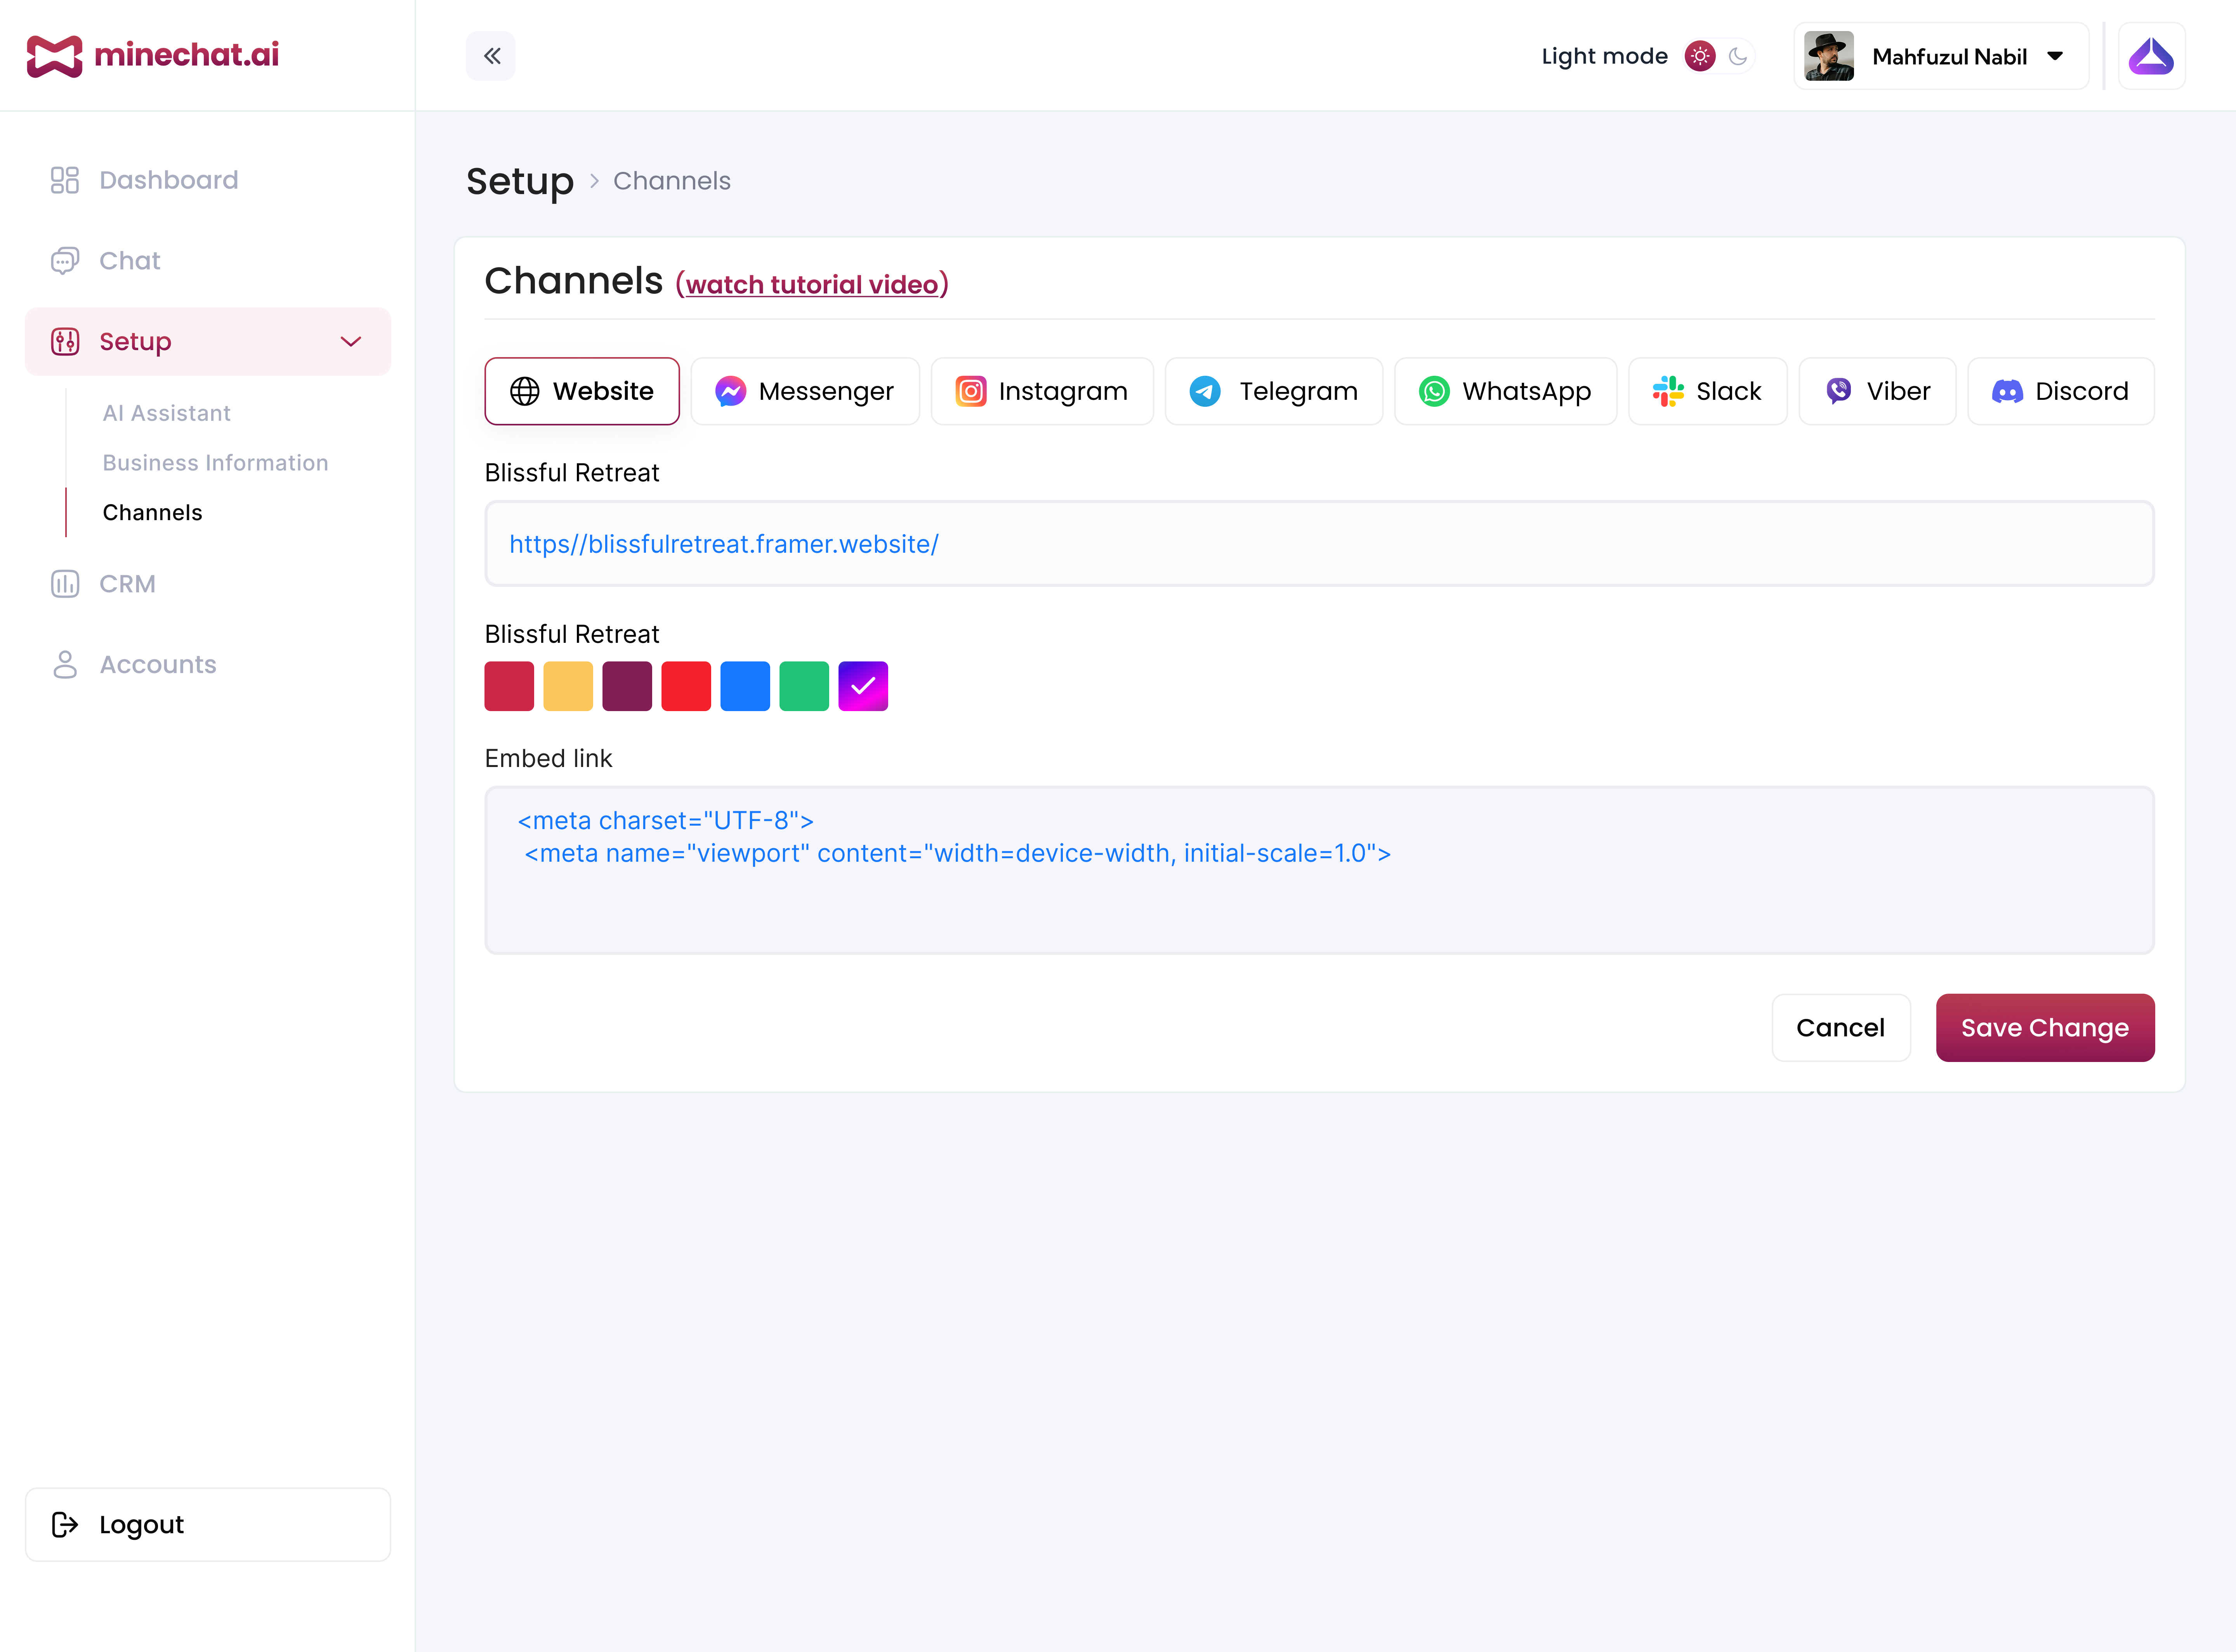 minechat.ai
Light mode
Mahfuzul Nabil
Dashboard
Chat
Setup
AI Assistant
Business Information
Channels
CRM
Accounts
Logout
Setup > Channels
Channels (watch tutorial video)
Website
Messenger
Instagram
Telegram
WhatsApp
Slack
Viber
Discord
Blissful Retreat
https//blissfulretreat.framer.website/
Blissful Retreat
Embed link
<meta charset="UTF-8">
<meta name="viewport" content="width=device-width, initial-scale=1.0">
Cancel
Save Change